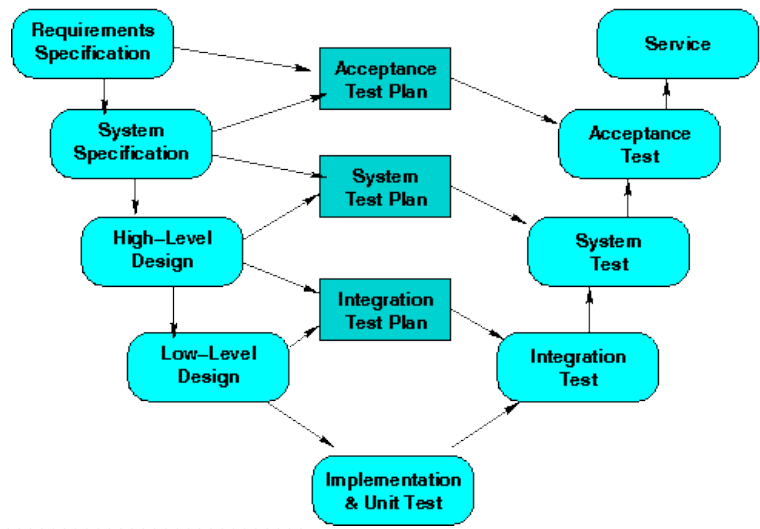 Requirements
Specification
Acceptance
Test Plan
Service
System
Specification
Acceptance
Test
System
Test Plan
High–Level
Design
System
Test
Integration
Test Plan
Low–Level
Design
Integration
Test
Implementation
& Unit Test